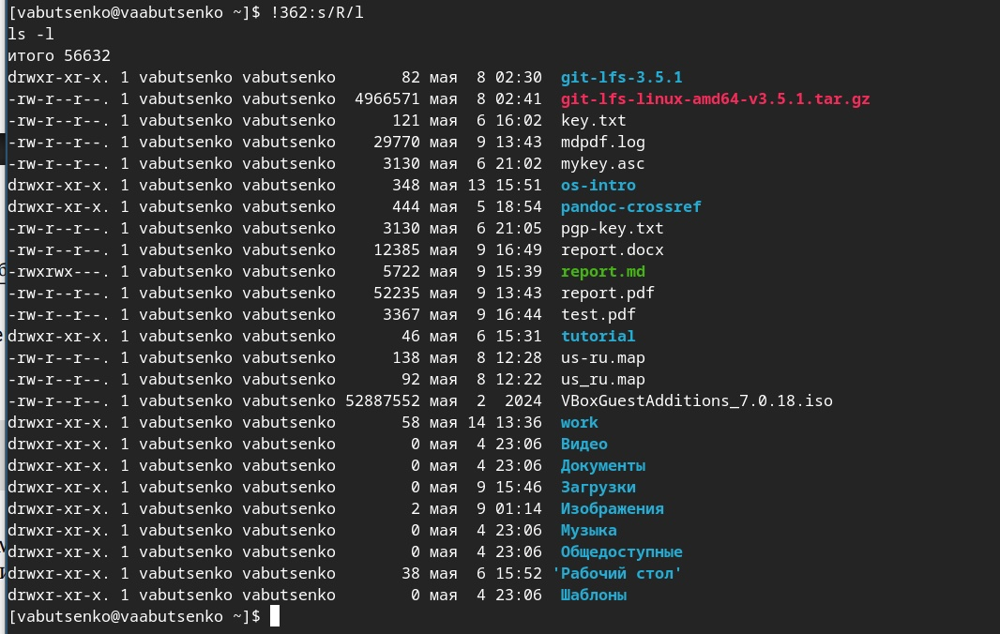 [vabutsenko@vaabutsenko ~]$ !362:s/R/l
ls -l
итого 56632
drwxr-xr-x. 1 vabutsenko vabutsenko       82 мая  8 02:30  git-lfs-3.5.1
-rw-r--r--. 1 vabutsenko vabutsenko  4966571 мая  8 02:41  git-lfs-linux-amd64-v3.5.1.tar.gz
-rw-r--r--. 1 vabutsenko vabutsenko      121 мая  6 16:02  key.txt
-rw-r--r--. 1 vabutsenko vabutsenko    29770 мая  9 13:43  mdpdf.log
-rw-r--r--. 1 vabutsenko vabutsenko     3130 мая  6 21:02  mykey.asc
drwxr-xr-x. 1 vabutsenko vabutsenko      348 мая 13 15:51  os-intro
drwxr-xr-x. 1 vabutsenko vabutsenko      444 мая  5 18:54  pandoc-crossref
-rw-r--r--. 1 vabutsenko vabutsenko     3130 мая  6 21:05  pgp-key.txt
-rw-r--r--. 1 vabutsenko vabutsenko    12385 мая  9 16:49  report.docx
-rwxrwx---. 1 vabutsenko vabutsenko     5722 мая  9 15:39  report.md
-rw-r--r--. 1 vabutsenko vabutsenko    52235 мая  9 13:43  report.pdf
-rw-r--r--. 1 vabutsenko vabutsenko     3367 мая  9 16:44  test.pdf
drwxr-xr-x. 1 vabutsenko vabutsenko       46 мая  6 15:31  tutorial
-rw-r--r--. 1 vabutsenko vabutsenko      138 мая  8 12:28  us-ru.map
-rw-r--r--. 1 vabutsenko vabutsenko       92 мая  8 12:22  us_ru.map
-rw-r--r--. 1 vabutsenko vabutsenko 52887552 мая  2  2024  VBoxGuestAdditions_7.0.18.iso
drwxr-xr-x. 1 vabutsenko vabutsenko       58 мая 14 13:36  work
drwxr-xr-x. 1 vabutsenko vabutsenko        0 мая  4 23:06  Видео
drwxr-xr-x. 1 vabutsenko vabutsenko        0 мая  4 23:06  Документы
drwxr-xr-x. 1 vabutsenko vabutsenko        0 мая  9 15:46  Загрузки
drwxr-xr-x. 1 vabutsenko vabutsenko        2 мая  9 01:14  Изображения
drwxr-xr-x. 1 vabutsenko vabutsenko        0 мая  4 23:06  Музыка
drwxr-xr-x. 1 vabutsenko vabutsenko        0 мая  4 23:06  Общедоступные
drwxr-xr-x. 1 vabutsenko vabutsenko       38 мая  6 15:52 'Рабочий стол'
drwxr-xr-x. 1 vabutsenko vabutsenko        0 мая  4 23:06  Шаблоны
[vabutsenko@vaabutsenko ~]$